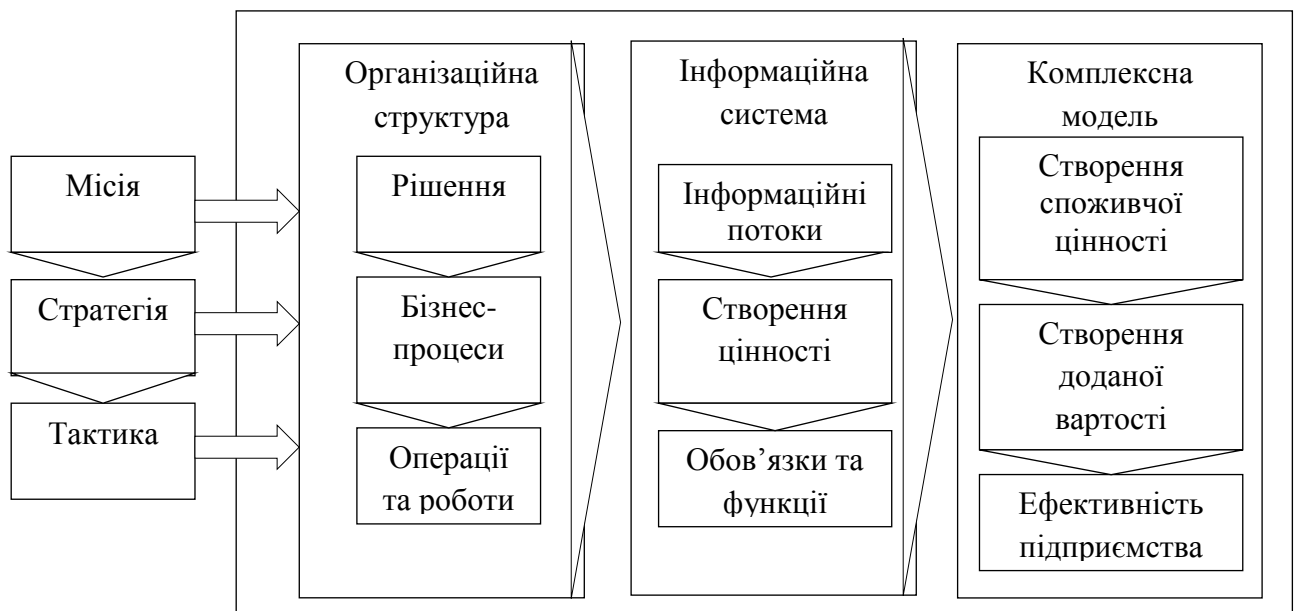 Місія
Стратегія
Тактика
Організаційна
структура
Рішення
Бізнес-
процеси
Операції
та роботи
Інформаційна
система
Інформаційні
потоки
Створення
цінності
Обов’язки та
функції
Комплексна
модель
Створення
споживчої
цінності
Створення
доданої
вартості
Ефективність
підприємства